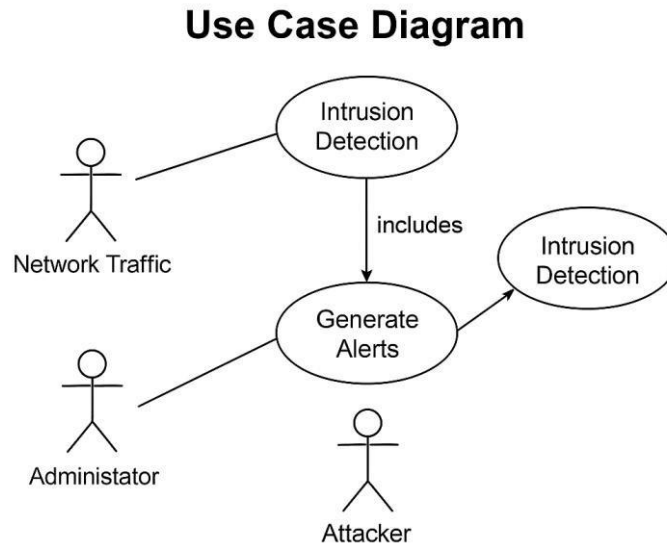 Use Case Diagram
Intrusion
Detection
Network Traffic
includes
Intrusion
Detection
Generate
Alerts
Administator
Attacker